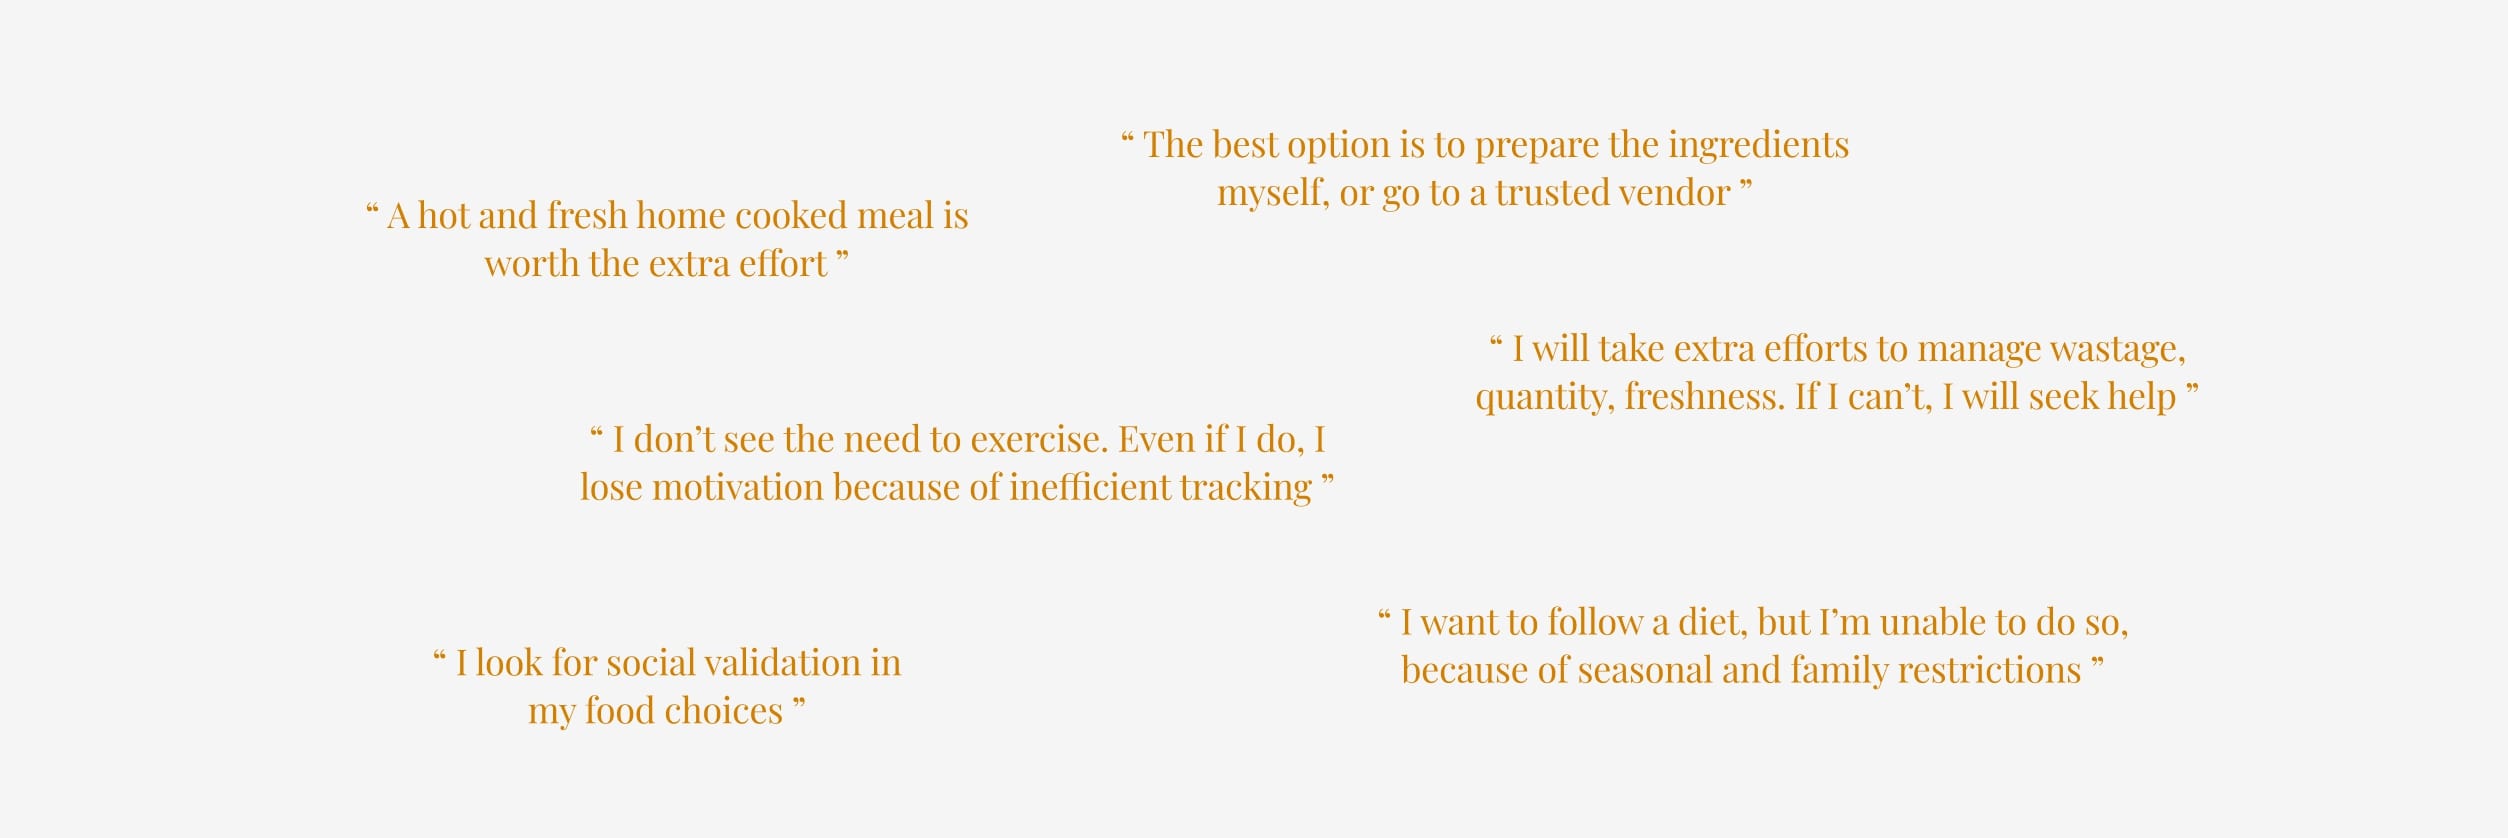 “ The best option is to prepare the ingredients
myself, or go to a trusted vendor ”
“ A hot and fresh home cooked meal is
worth the extra effort ”
“ I will take extra efforts to manage wastage,
quantity, freshness. If I can’t, I will seek help ”
“ I don’t see the need to exercise. Even if I do, I
lose motivation because of inefficient tracking ”
“ I want to follow a diet, but I’m unable to do so,
because of seasonal and family restrictions ”
“ I look for social validation in
my food choices ”